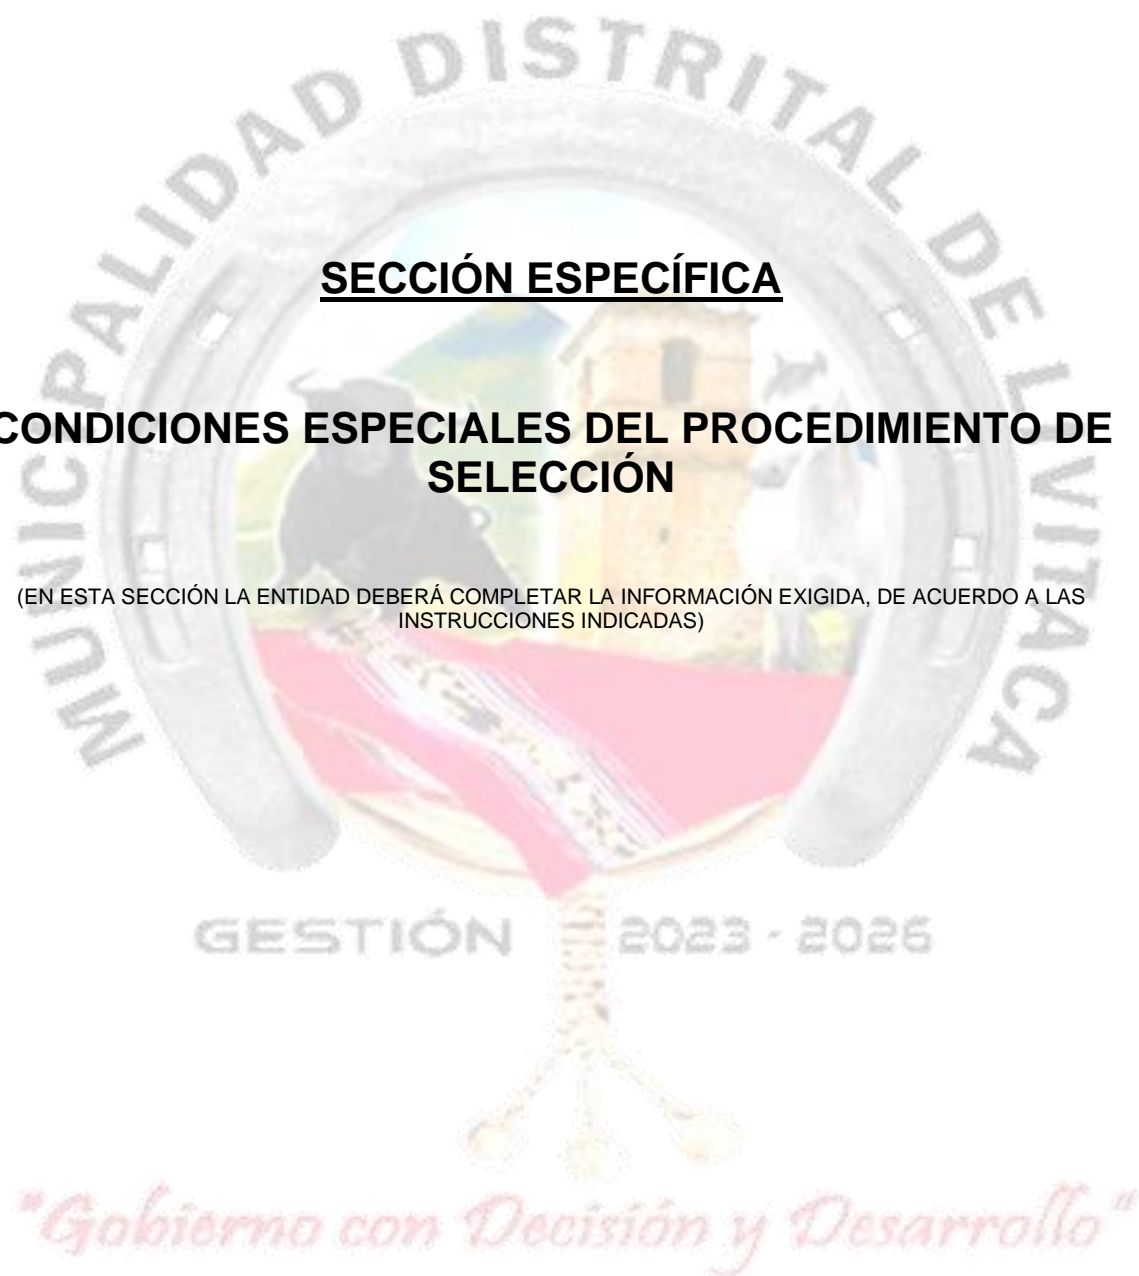 MUNICIPALIDAD DISTRITAL DE LIVITACA
SECCIÓN ESPECÍFICA
CONDICIONES ESPECIALES DEL PROCEDIMIENTO DE
SELECCIÓN
(EN ESTA SECCIÓN LA ENTIDAD DEBERÁ COMPLETAR LA INFORMACIÓN EXIGIDA, DE ACUERDO A LAS
INSTRUCCIONES INDICADAS)
GESTIÓN 2023 - 2026
"Gobierno con Decisión y Desarrollo"